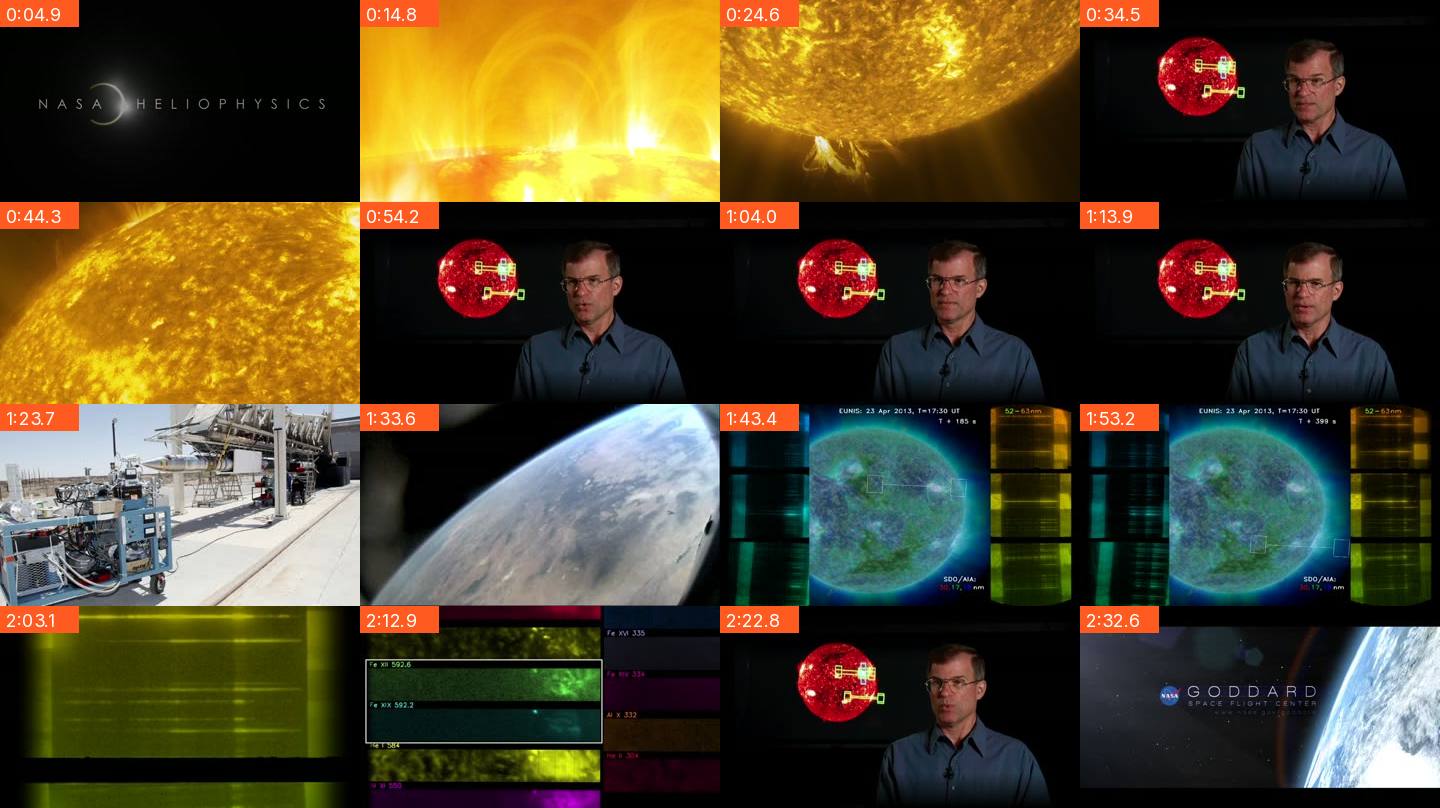 0:04.9
NASA HELIOPHYSICS
0:14.8
0:24.6
0:34.5
0:44.3
0:54.2
1:04.0
1:13.9
1:23.7
1:33.6
1:43.4
EUNIS: 23 Apr 2013, T=17:30 UT
T + 185 s
52-63nm
SDO/AIA:
nm
1:53.2
EUNIS: 23 Apr 2013, T=17:30 UT
T + 399 s
52-63nm
SDO/AIA:
nm
2:03.1
2:12.9
Fe XII 592.6
Fe XIX 592.2
He I 584
Fe XVI 335
Fe XIV 334
Al X 332
He II 304
2:22.8
2:32.6
NASA
GODDARD
SPACE FLIGHT CENTER